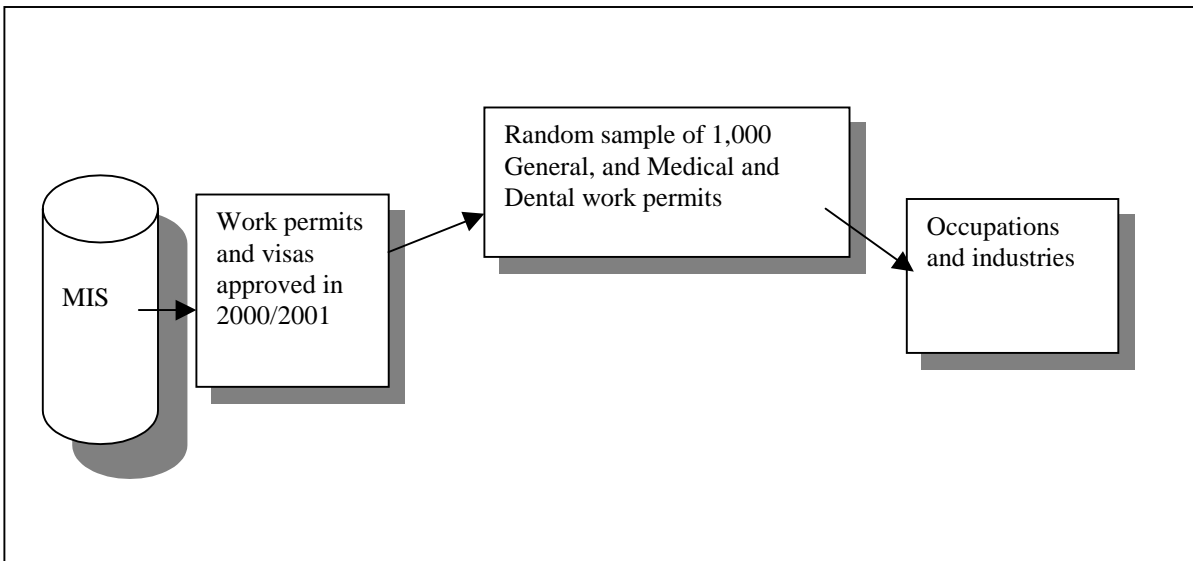 MIS
Work permits
and visas
approved in
2000/2001
Random sample of 1,000
General, and Medical and
Dental work permits
Occupations
and industries